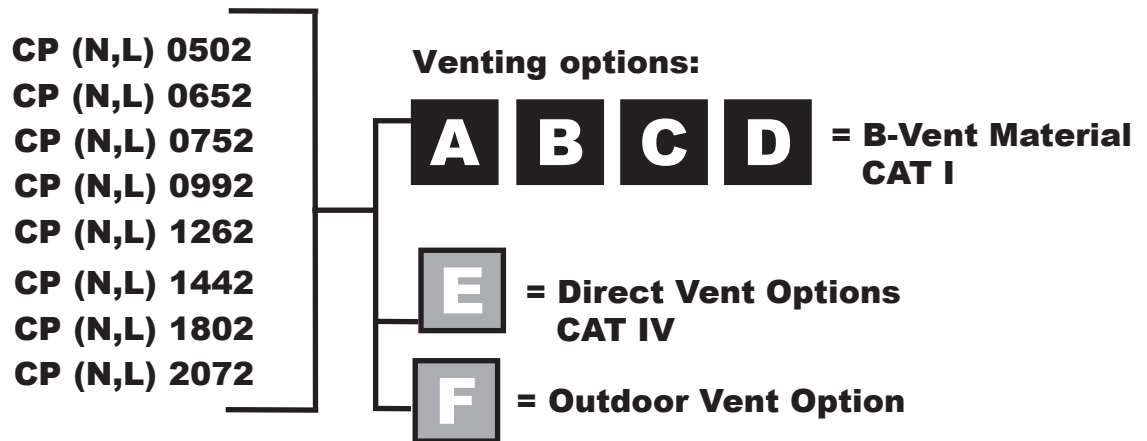 CP (N,L) 0502
CP (N,L) 0652
CP (N,L) 0752
CP (N,L) 0992
CP (N,L) 1262
CP (N,L) 1442
CP (N,L) 1802
CP (N,L) 2072
Venting options:
A B C D = B-Vent Material
CAT I
E = Direct Vent Options
CAT IV
F = Outdoor Vent Option